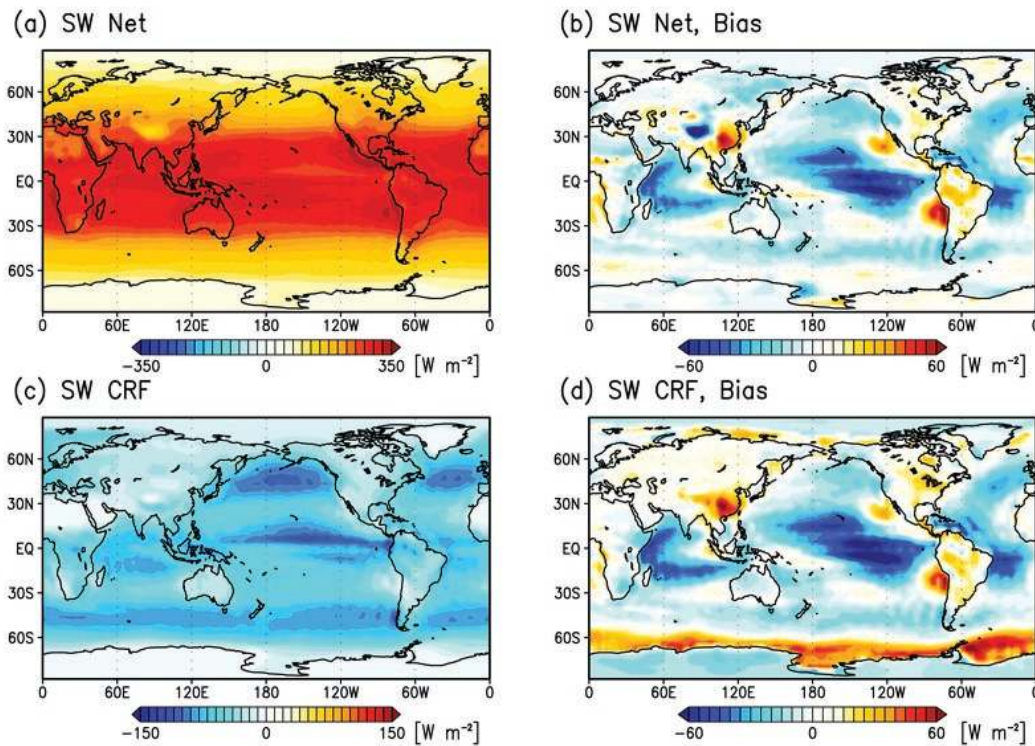 (a) SW Net
60N
30N
EQ
30S
60S
0 60E 120E 180 120W 60W 0
-350 0 350 [W m⁻²]
(b) SW Net, Bias
60N
30N
EQ
30S
60S
0 60E 120E 180 120W 60W 0
-60 0 60 [W m⁻²]
(c) SW CRF
60N
30N
EQ
30S
60S
0 60E 120E 180 120W 60W 0
-150 0 150 [W m⁻²]
(d) SW CRF, Bias
60N
30N
EQ
30S
60S
0 60E 120E 180 120W 60W 0
-60 0 60 [W m⁻²]